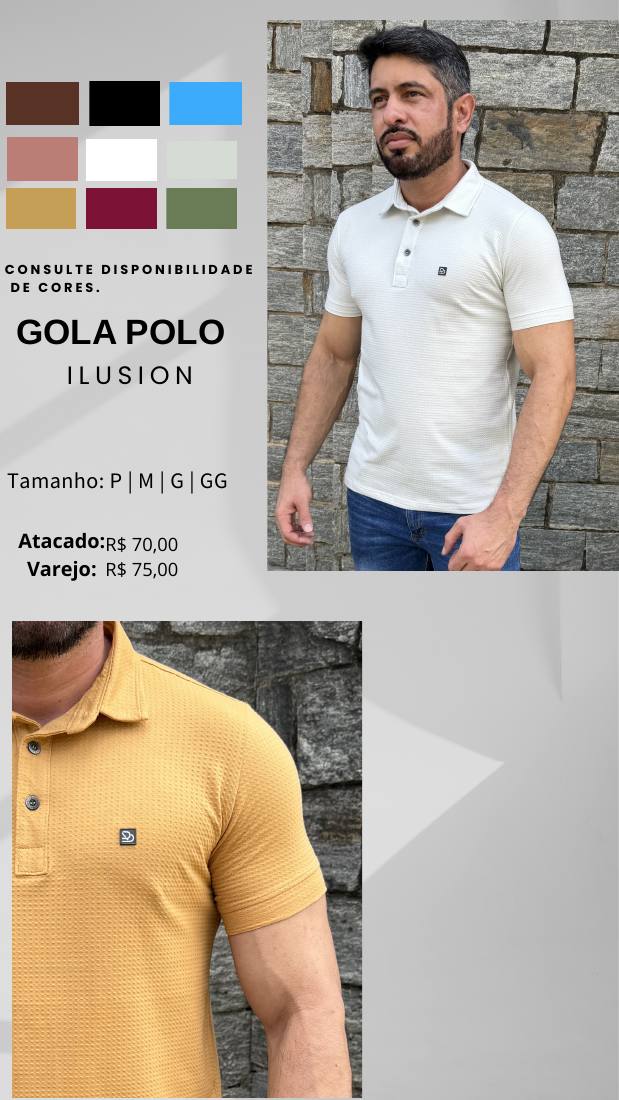 CONSULTE DISPONIBILIDADE
DE CORES.
GOLA POLO
ILUSION
Tamanho: P | M | G | GG
Atacado: R$ 70,00
Varejo: R$ 75,00